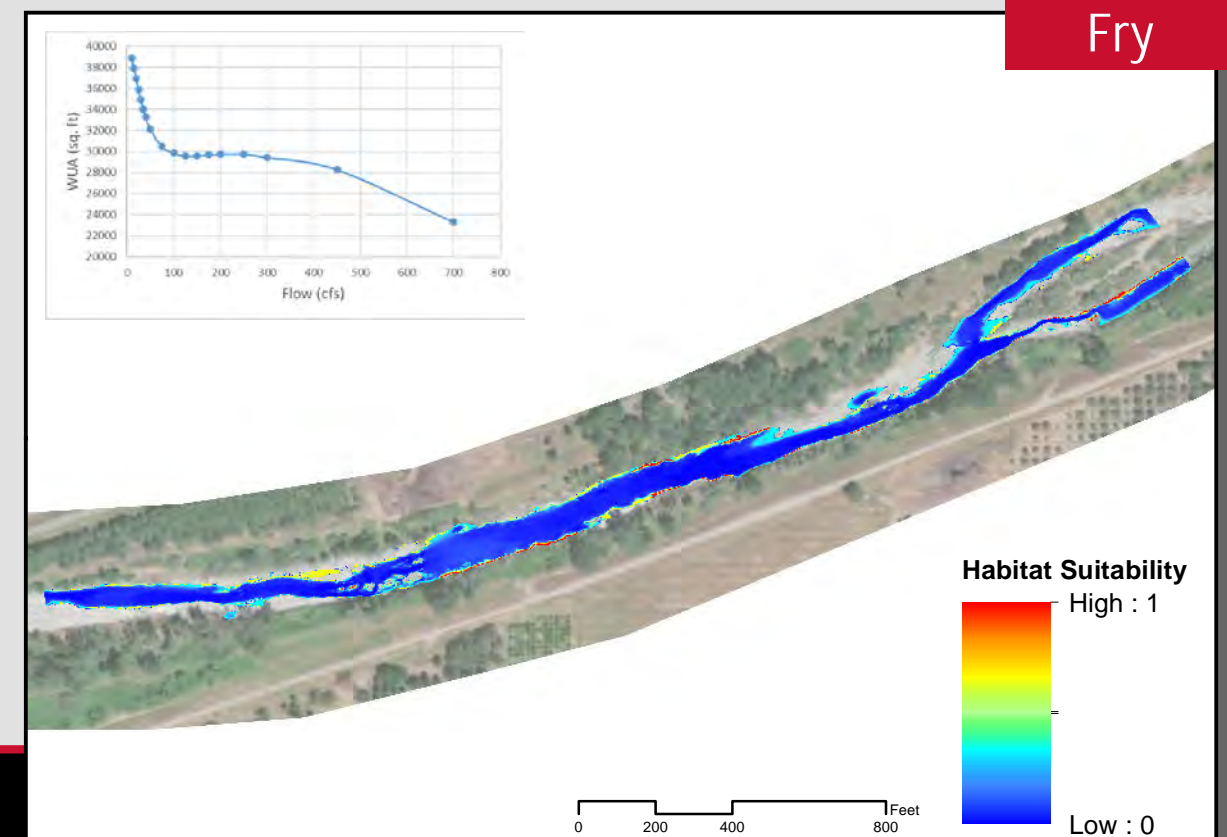 Fry
40000
38000
36000
34000
32000
30000
28000
26000
24000
22000
20000
WUA (sq. ft)
0 100 200 300 400 500 600 700 800
Flow (cfs)
Habitat Suitability
High : 1
Low : 0
Feet
0 200 400 800